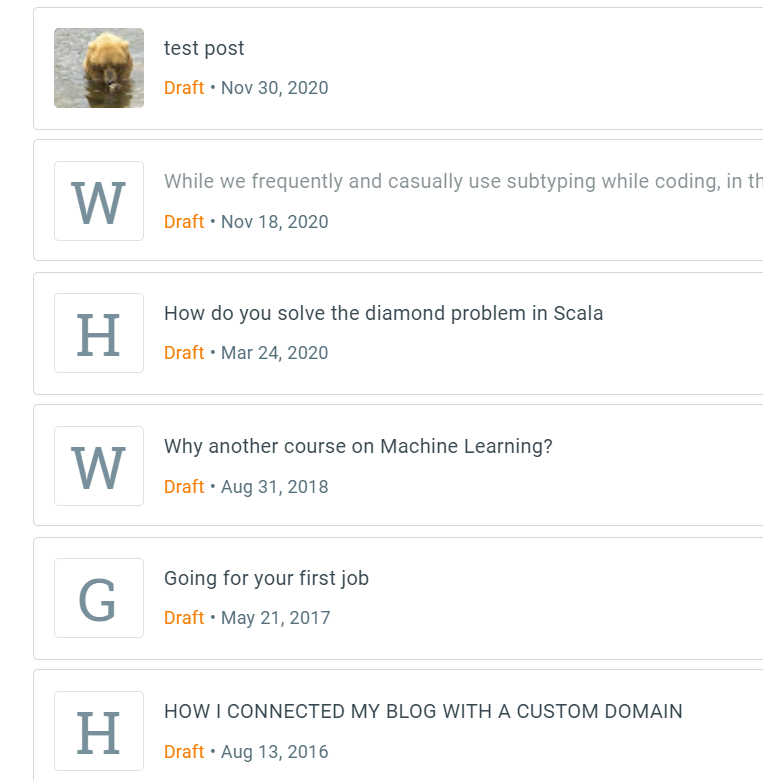 test post
Draft • Nov 30, 2020
W
While we frequently and casually use subtyping while coding, in th
Draft • Nov 18, 2020
H
How do you solve the diamond problem in Scala
Draft • Mar 24, 2020
W
Why another course on Machine Learning?
Draft • Aug 31, 2018
G
Going for your first job
Draft • May 21, 2017
H
HOW I CONNECTED MY BLOG WITH A CUSTOM DOMAIN
Draft • Aug 13, 2016